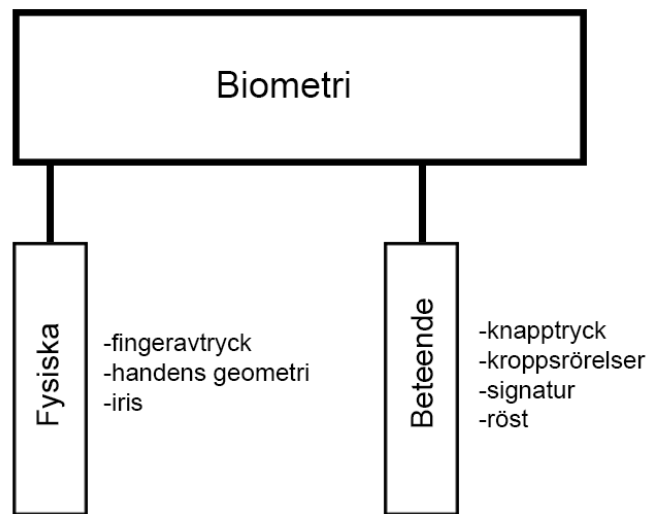 Biometri
Fysiska
-fingeravtryck
-handens geometri
-iris
Beteende
-knapptryck
-kroppsrörelser
-signatur
-röst